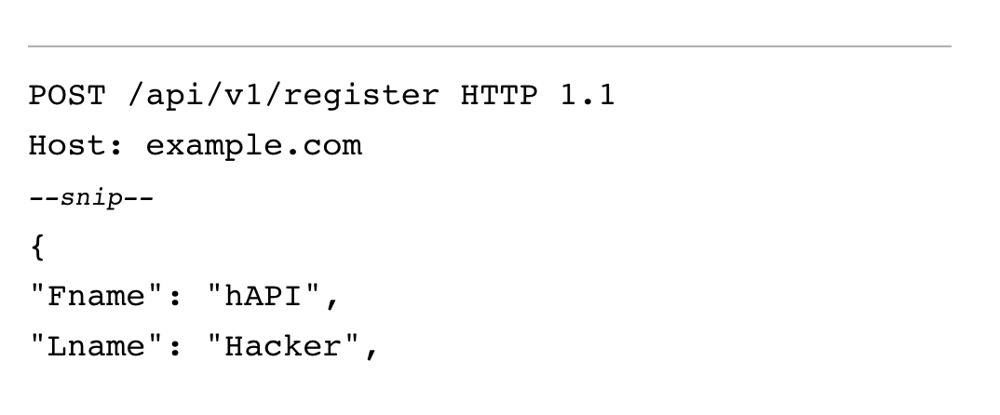 POST /api/v1/register HTTP 1.1
Host: example.com
--snip--
{
"Fname": "hAPI",
"Lname": "Hacker",